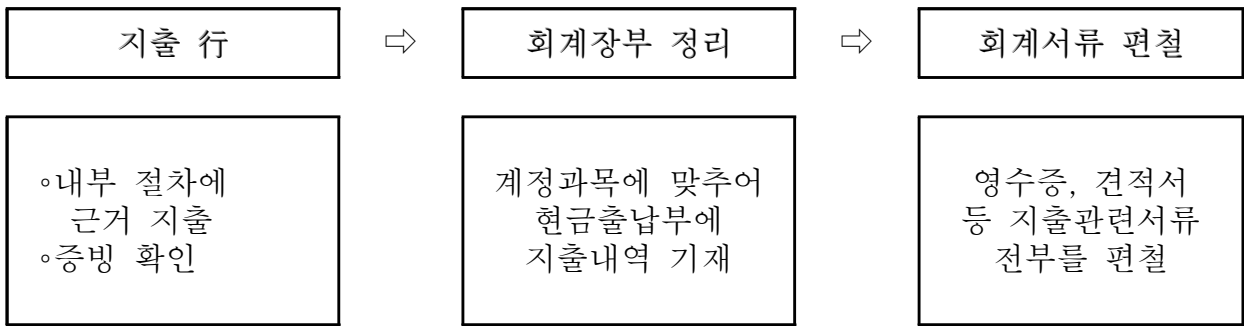 지출 行
⇨
회계장부 정리
⇨
회계서류 편철
∘내부 절차에
근거 지출
∘증빙 확인
계정과목에 맞추어
현금출납부에
지출내역 기재
영수증, 견적서
등 지출관련서류
전부를 편철